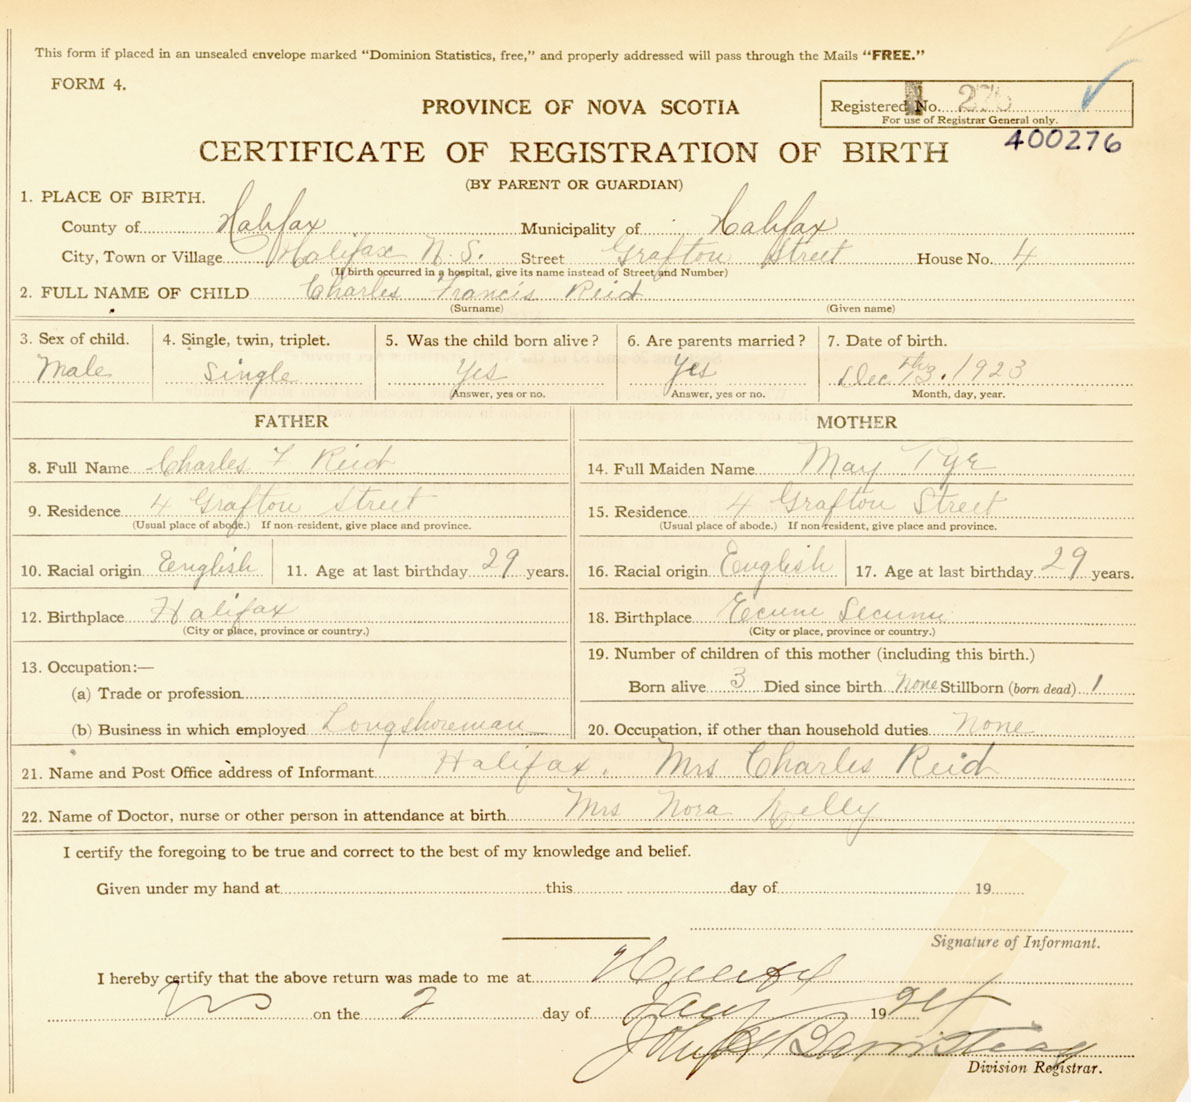 This form if placed in an unsealed envelope marked "Dominion Statistics, free," and properly addressed will pass through the Mails "FREE."
FORM 4.
PROVINCE OF NOVA SCOTIA
Registered No. 276
For use of Registrar General only.
400276
CERTIFICATE OF REGISTRATION OF BIRTH
(BY PARENT OR GUARDIAN)
1. PLACE OF BIRTH.
County of Halifax Municipality of Halifax
City, Town or Village Halifax N.S. Street Grafton Street House No. 4
(If birth occurred in a hospital, give its name instead of Street and Number)
2. FULL NAME OF CHILD Charles Francis Reid
(Surname) (Given name)
3. Sex of child. 4. Single, twin, triplet. 5. Was the child born alive? 6. Are parents married? 7. Date of birth.
Male Single Yes Yes Dec 13th. 1923
Answer, yes or no. Answer, yes or no. Month, day, year.
FATHER MOTHER
8. Full Name Charles F Reid 14. Full Maiden Name May Pye
9. Residence 4 Grafton Street 15. Residence 4 Grafton Street
(Usual place of abode.) If non-resident, give place and province. (Usual place of abode.) If non-resident, give place and province.
10. Racial origin English 11. Age at last birthday 29 years. 16. Racial origin English 17. Age at last birthday 29 years.
12. Birthplace Halifax 18. Birthplace Ecum Secum
(City or place, province or country.) (City or place, province or country.)
13. Occupation:— 19. Number of children of this mother (including this birth.)
(a) Trade or profession Born alive 3 Died since birth None Stillborn (born dead) 1
(b) Business in which employed Longshoreman 20. Occupation, if other than household duties None
21. Name and Post Office address of Informant Halifax. Mrs Charles Reid
22. Name of Doctor, nurse or other person in attendance at birth Mrs Nora Kelly
I certify the foregoing to be true and correct to the best of my knowledge and belief.
Given under my hand at this day of 19
Signature of Informant.
I hereby certify that the above return was made to me at Halifax
on the 2 day of Jany 1924
John
Division Registrar.